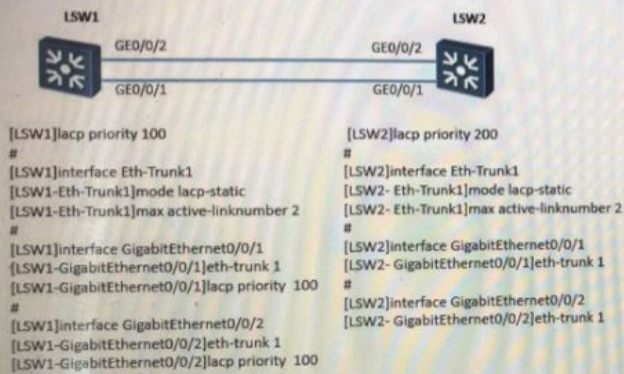 LSW1
LSW2
GE0/0/2
GE0/0/2
GE0/0/1
GE0/0/1
[LSW1]lacp priority 100
#
[LSW1]interface Eth-Trunk1
[LSW1-Eth-Trunk1]mode lacp-static
[LSW1-Eth-Trunk1]max active-linknumber 2
#
[LSW1]interface GigabitEthernet0/0/1
[LSW1-GigabitEthernet0/0/1]eth-trunk 1
[LSW1-GigabitEthernet0/0/1]lacp priority 100
#
[LSW1]interface GigabitEthernet0/0/2
[LSW1-GigabitEthernet0/0/2]eth-trunk 1
[LSW1-GigabitEthernet0/0/2]lacp priority 100
[LSW2]lacp priority 200
#
[LSW2]interface Eth-Trunk1
[LSW2- Eth-Trunk1]mode lacp-static
[LSW2- Eth-Trunk1]max active-linknumber 2
#
[LSW2]interface GigabitEthernet0/0/1
[LSW2- GigabitEthernet0/0/1]eth-trunk 1
#
[LSW2]interface GigabitEthernet0/0/2
[LSW2- GigabitEthernet0/0/2]eth-trunk 1